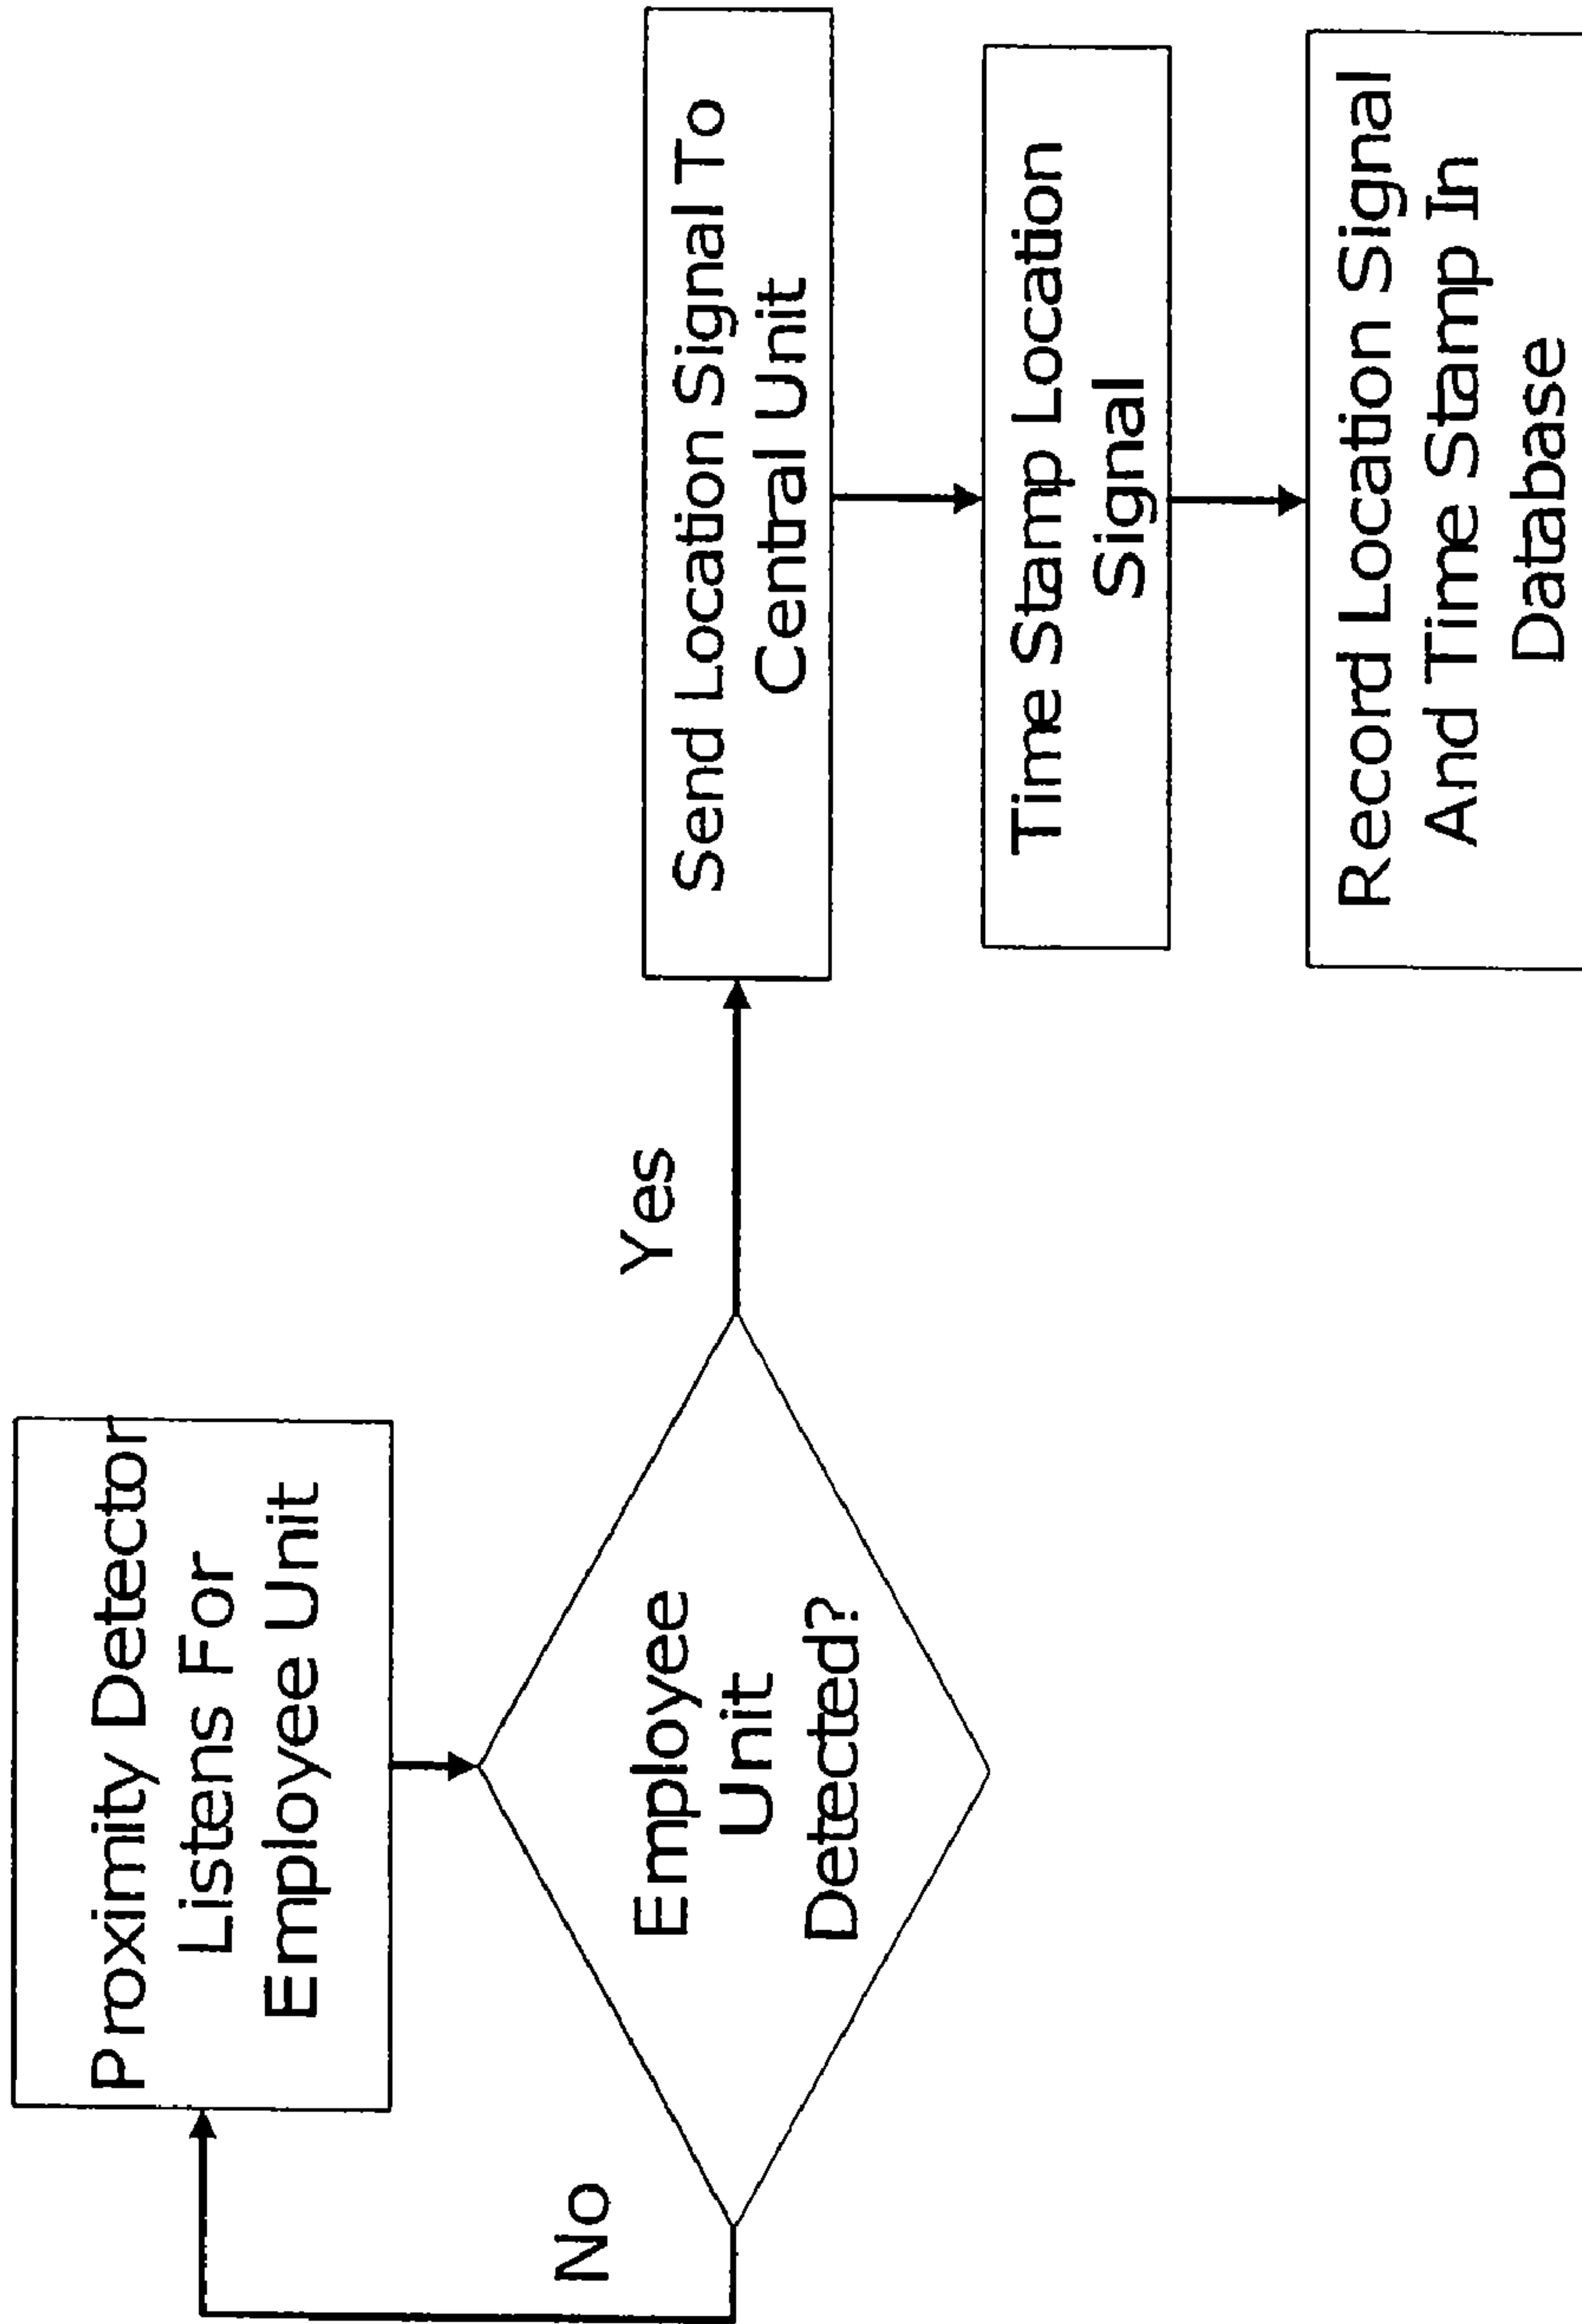 Proximity Detector
Listens For
Employee Unit
No
Employee
Unit
Detected?
Yes
Send Location Signal To
Central Unit
Time Stamp Location
Signal
Record Location Signal
And Time Stamp In
Database